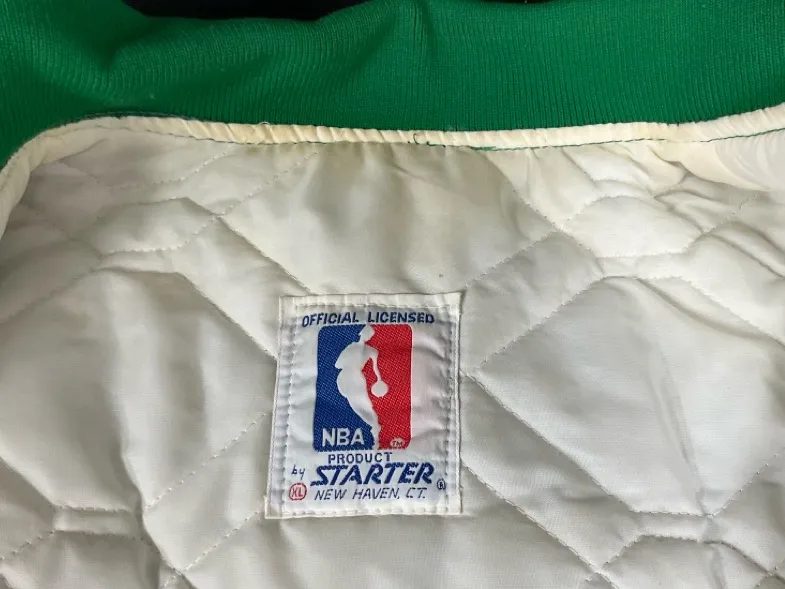 OFFICIAL LICENSED
NBA TM
PRODUCT
by STARTER ®
XL NEW HAVEN, CT.